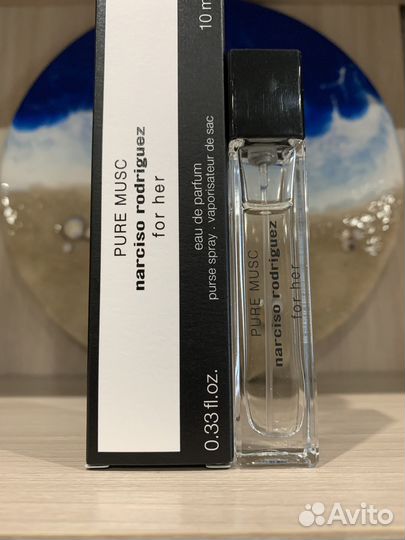 PURE MUSC
narciso rodriguez
for her
eau de parfum
purse spray . vaporisateur de sac
0.33 fl.oz.
10 m
PURE MUSC
narciso rodriguez
for her
Avito